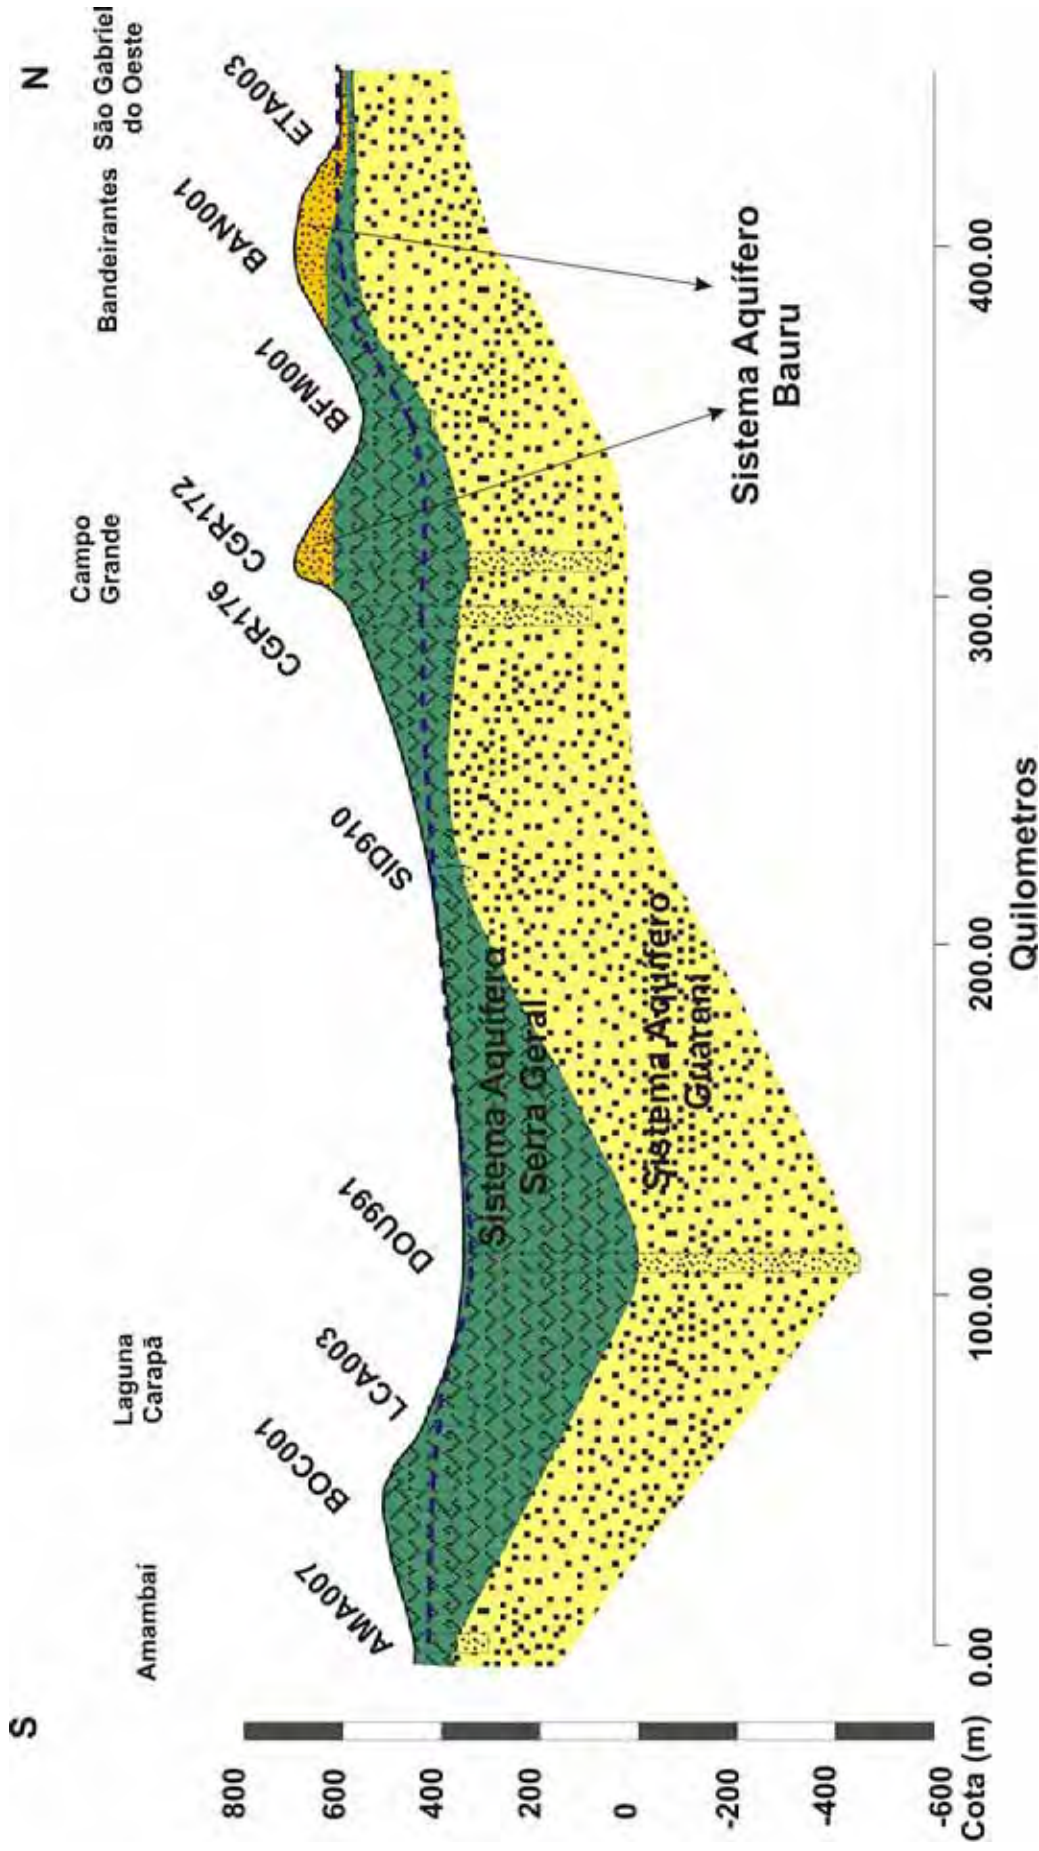 S
N
Amambaí
Laguna
Carapã
Campo
Grande
Bandeirantes
São Gabriel
do Oeste
AMA007
BOC001
LCA003
DOU991
SID910
CGR176
CGR172
BFM001
BAN001
ETA003
Sistema Aquífero
Serra Geral
Sistema Aquífero
Guarani
Sistema Aquífero
Bauru
800
600
400
200
0
-200
-400
-600
Cota (m)
0.00
100.00
200.00
300.00
400.00
Quilometros